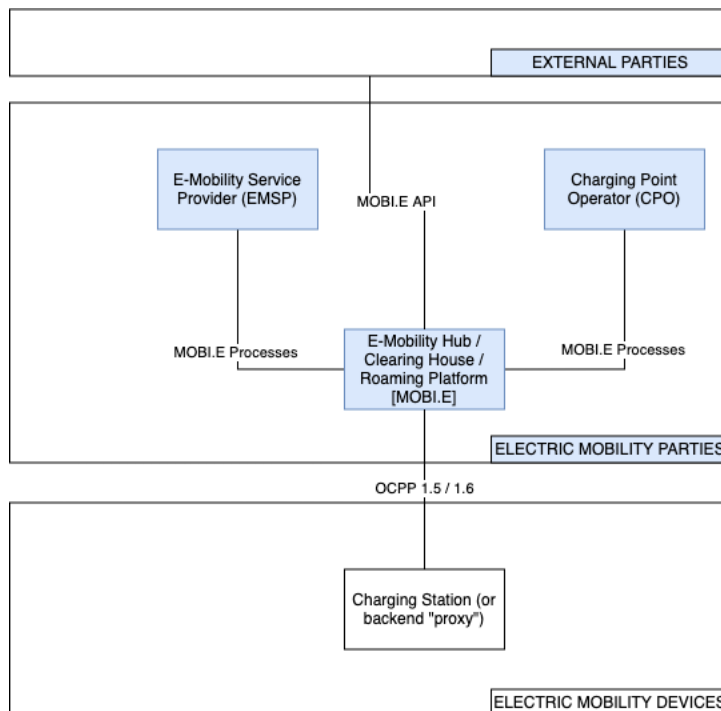 EXTERNAL PARTIES
E-Mobility Service
Provider (EMSP)
Charging Point
Operator (CPO)
MOBI.E API
E-Mobility Hub /
Clearing House /
Roaming Platform
[MOBI.E]
MOBI.E Processes
MOBI.E Processes
ELECTRIC MOBILITY PARTIES
OCPP 1.5 / 1.6
Charging Station (or
backend "proxy")
ELECTRIC MOBILITY DEVICES